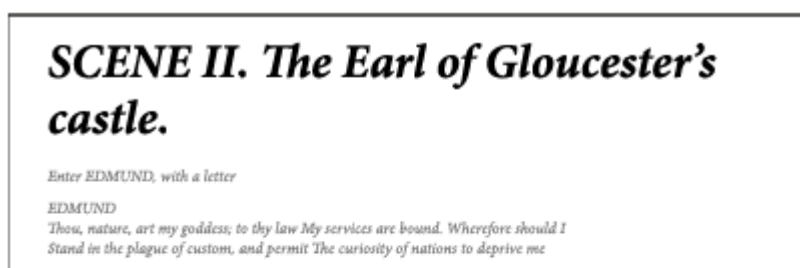 SCENE II. The Earl of Gloucester’s
castle.
Enter EDMUND, with a letter
EDMUND
Thou, nature, art my goddess; to thy law My services are bound. Wherefore should I
Stand in the plague of custom, and permit The curiosity of nations to deprive me